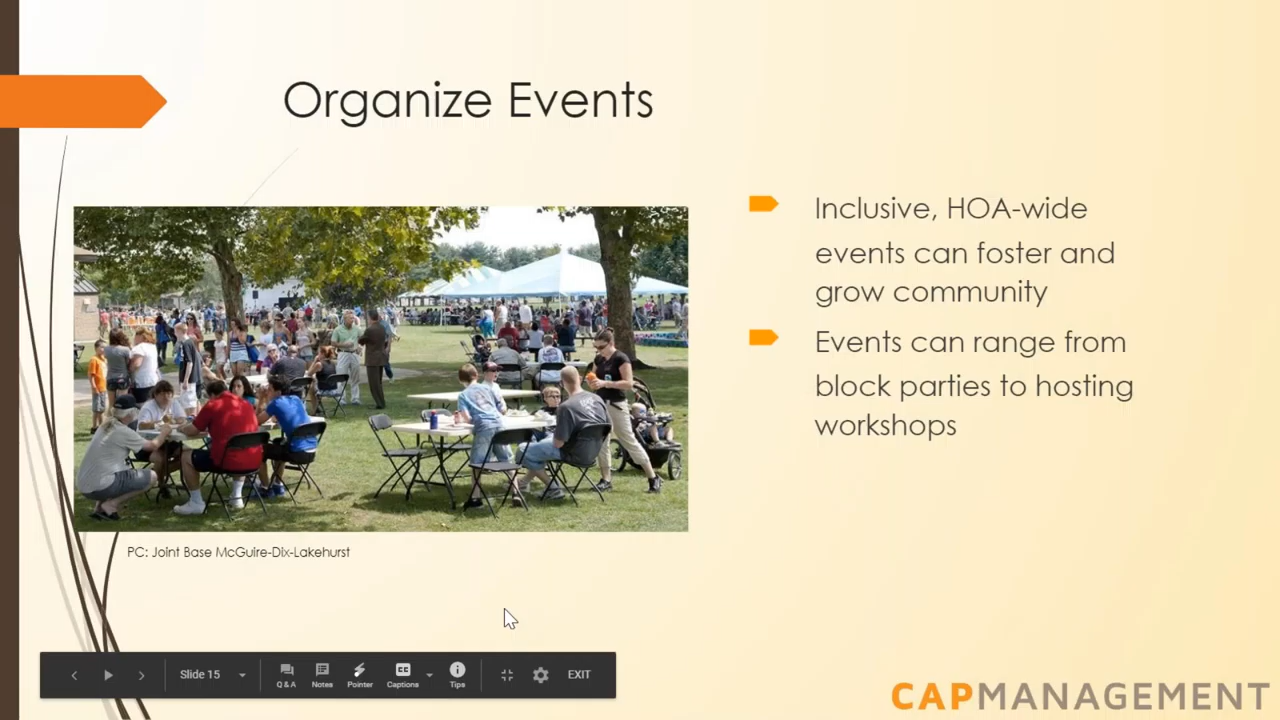 Organize Events
Inclusive, HOA-wide
events can foster and
grow community
Events can range from
block parties to hosting
workshops
PC: Joint Base McGuire-Dix-Lakehurst
Slide 15
Q & A
Notes
Pointer
CC
Captions
Tips
EXIT
CAPMANAGEMENT